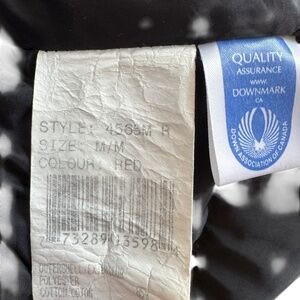 STYLE: 4565M R
SIZE: M/M
COLOUR: RED
POLYESTER
QUALITY
ASSURANCE
www
DOWNMARK
CA
DOWN ASSOCIATION OF CANADA